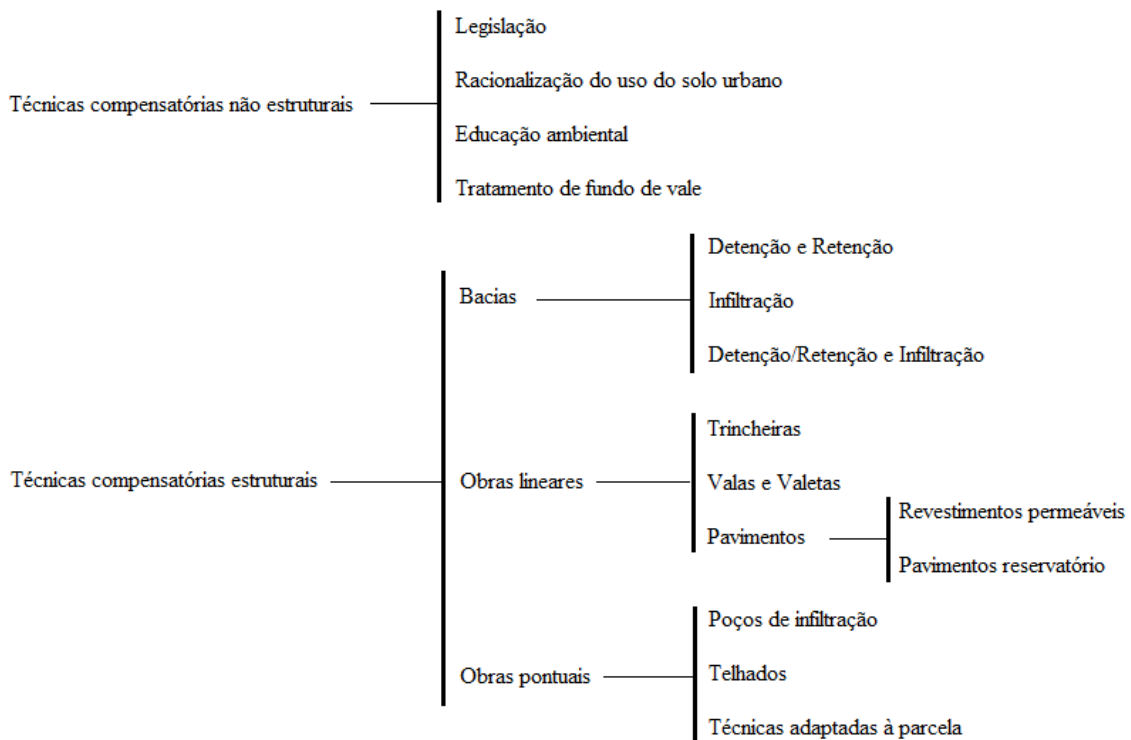 Legislação
Racionalização do uso do solo urbano
Técnicas compensatórias não estruturais
Educação ambiental
Tratamento de fundo de vale
Detenção e Retenção
Bacias
Infiltração
Detenção/Retenção e Infiltração
Trincheiras
Técnicas compensatórias estruturais
Obras lineares
Valas e Valetas
Revestimentos permeáveis
Pavimentos
Pavimentos reservatório
Poços de infiltração
Obras pontuais
Telhados
Técnicas adaptadas à parcela